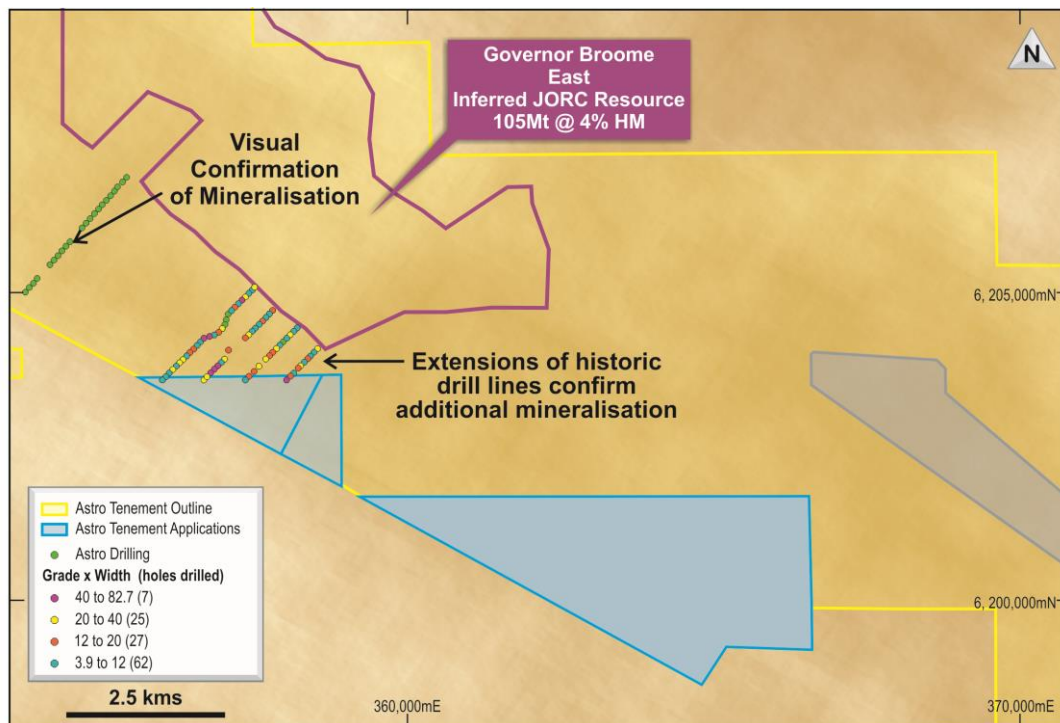 Governor Broome
East
Inferred JORC Resource
105Mt @ 4% HM
N
Visual
Confirmation
of Mineralisation
6, 205,000mN
Extensions of historic
drill lines confirm
additional mineralisation
Astro Tenement Outline
Astro Tenement Applications
Astro Drilling
Grade x Width (holes drilled)
40 to 82.7 (7)
20 to 40 (25)
12 to 20 (27)
3.9 to 12 (62)
6, 200,000mN
2.5 kms
360,000mE
370,000mE